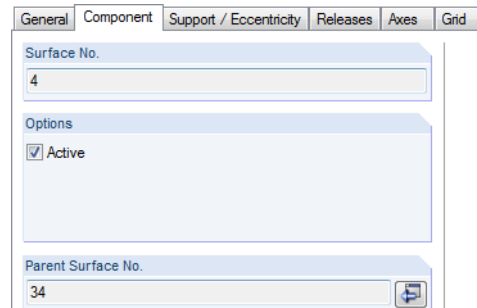 General Component Support / Eccentricity Releases Axes Grid
Surface No.
4
Options
Active
Parent Surface No.
34